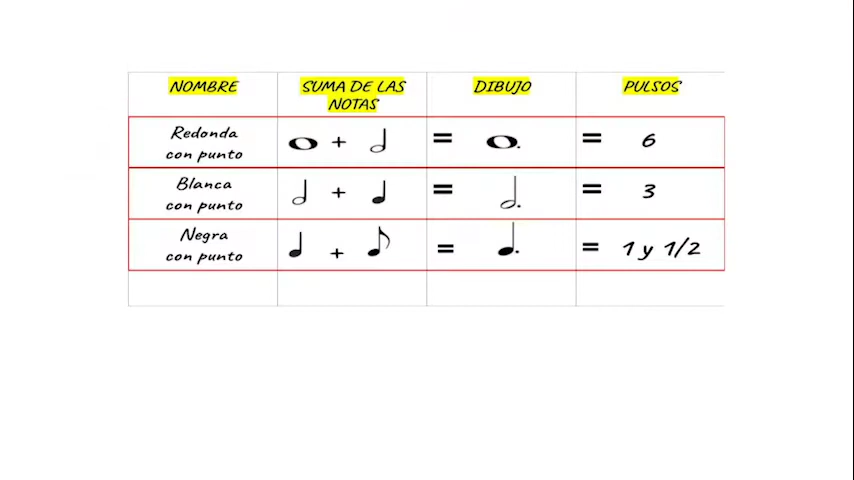 NOMBRE
SUMA DE LAS
NOTAS
DIBUJO
PULSOS
Redonda
con punto
+
=
= 6
Blanca
con punto
+
=
= 3
Negra
con punto
+
=
= 1 y 1/2